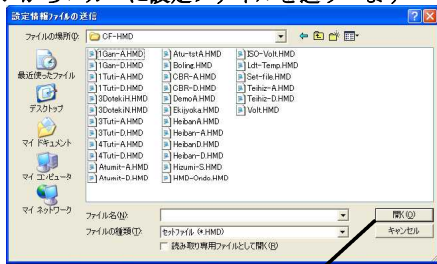 設定情報ファイルの送信
ファイルの場所(I):
CF-HMD
最近使ったファイル
デスクトップ
マイ ドキュメント
マイ コンピュータ
マイ ネットワーク
1Gan-A.HMD
1Gan-D.HMD
1Tuti-A.HMD
1Tuti-D.HMD
3DotekiH.HMD
3DotekiN.HMD
3Tuti-A.HMD
3Tuti-D.HMD
4Tuti-A.HMD
4Tuti-D.HMD
Atumit-A.HMD
Atumit-D.HMD
Atu-tstA.HMD
Boling.HMD
CBR-A.HMD
CBR-D.HMD
DemoA.HMD
Ekijyoka.HMD
HeibanA.HMD
Heiban-A.HMD
HeibanD.HMD
Heiban-D.HMD
Hizumi-S.HMD
HMD-Ondo.HMD
ISO-Volt.HMD
Ldt-Temp.HMD
Set-file.HMD
Teihiz-A.HMD
Teihiz-D.HMD
Volt.HMD
ファイル名(N):
開く(O)
ファイルの種類(T):
セットファイル (*.HMD)
キャンセル
読み取り専用ファイルとして開く(R)